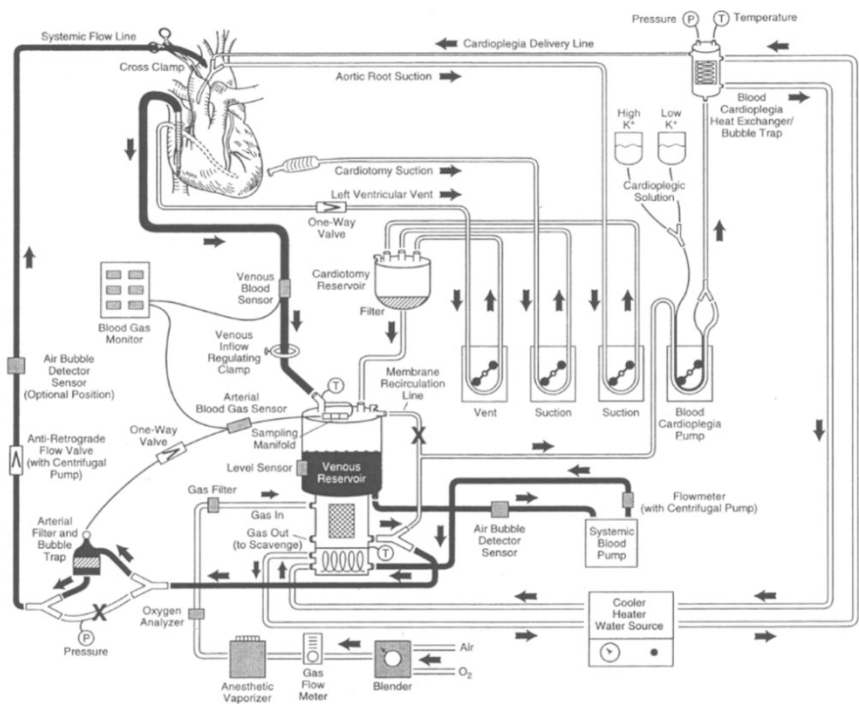 Pressure
P
T
Temperature
Systemic Flow Line
Cardioplegia Delivery Line
Cross Clamp
Aortic Root Suction
Blood
Cardioplegia
Heat Exchanger/
Bubble Trap
High
K+
Low
K+
Cardiotomy Suction
Cardioplegic
Solution
Left Ventricular Vent
One-Way
Valve
Venous
Blood
Sensor
Cardiotomy
Reservoir
Filter
Blood Gas
Monitor
Venous
Inflow
Regulating
Clamp
Air Bubble
Detector
Sensor
(Optional Position)
T
Membrane
Recirculation
Line
Arterial
Blood Gas Sensor
Vent
Suction
Suction
Blood
Cardioplegia
Pump
One-Way
Valve
Sampling
Manifold
X
Anti-Retrograde
Flow Valve
(with Centrifugal
Pump)
Level Sensor
Venous
Reservoir
Gas Filter
Gas In
Flowmeter
(with Centrifugal Pump)
Arterial
Filter and
Bubble
Trap
Gas Out
(to Scavenge)
T
Air Bubble
Detector
Sensor
Systemic
Blood
Pump
X
P
Pressure
Oxygen
Analyzer
Cooler
Heater
Water Source
Air
O2
Anesthetic
Vaporizer
Gas
Flow
Meter
Blender